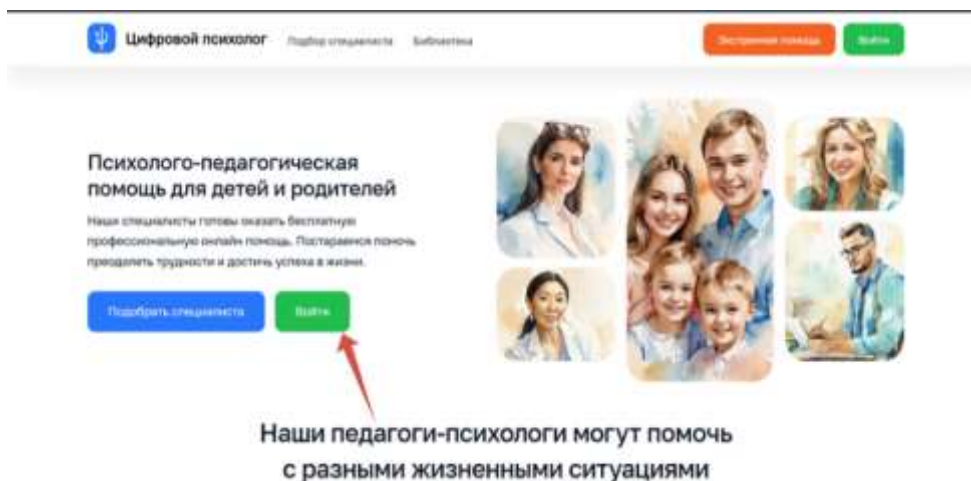 Цифровой психолог
Подбор специалиста
Библиотека
Экстренная помощь
Войти
Психолого-педагогическая
помощь для детей и родителей
Наши специалисты готовы оказать бесплатную
профессиональную онлайн помощь. Постараемся помочь
преодолеть трудности и достичь успеха в жизни.
Подобрать специалиста
Войти
Наши педагоги-психологи могут помочь
с разными жизненными ситуациями